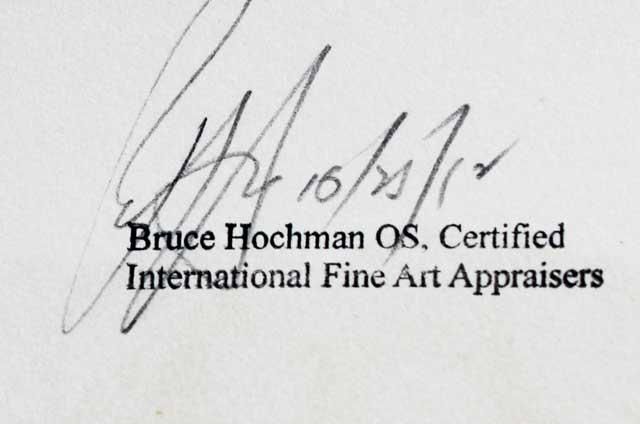 Bruce Hochman OS, Certified
International Fine Art Appraisers